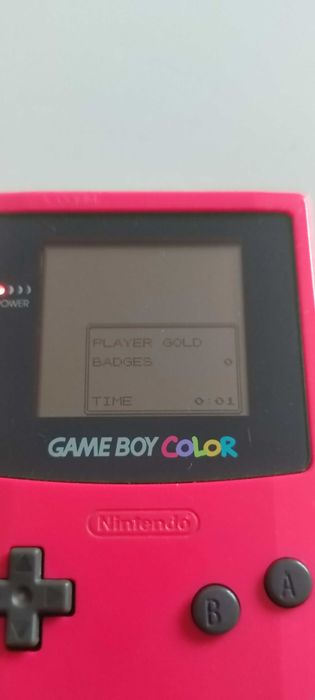 PLAYER GOLD
BADGES 0
TIME 0:01
POWER
GAME BOY COLOR
Nintendo
B A